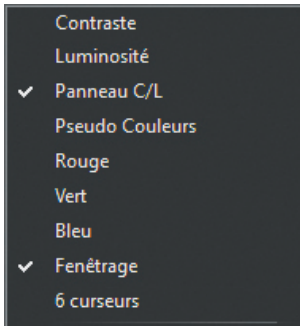 Contraste
Luminosité
Panneau C/L
Pseudo Couleurs
Rouge
Vert
Bleu
Fenêtrage
6 curseurs